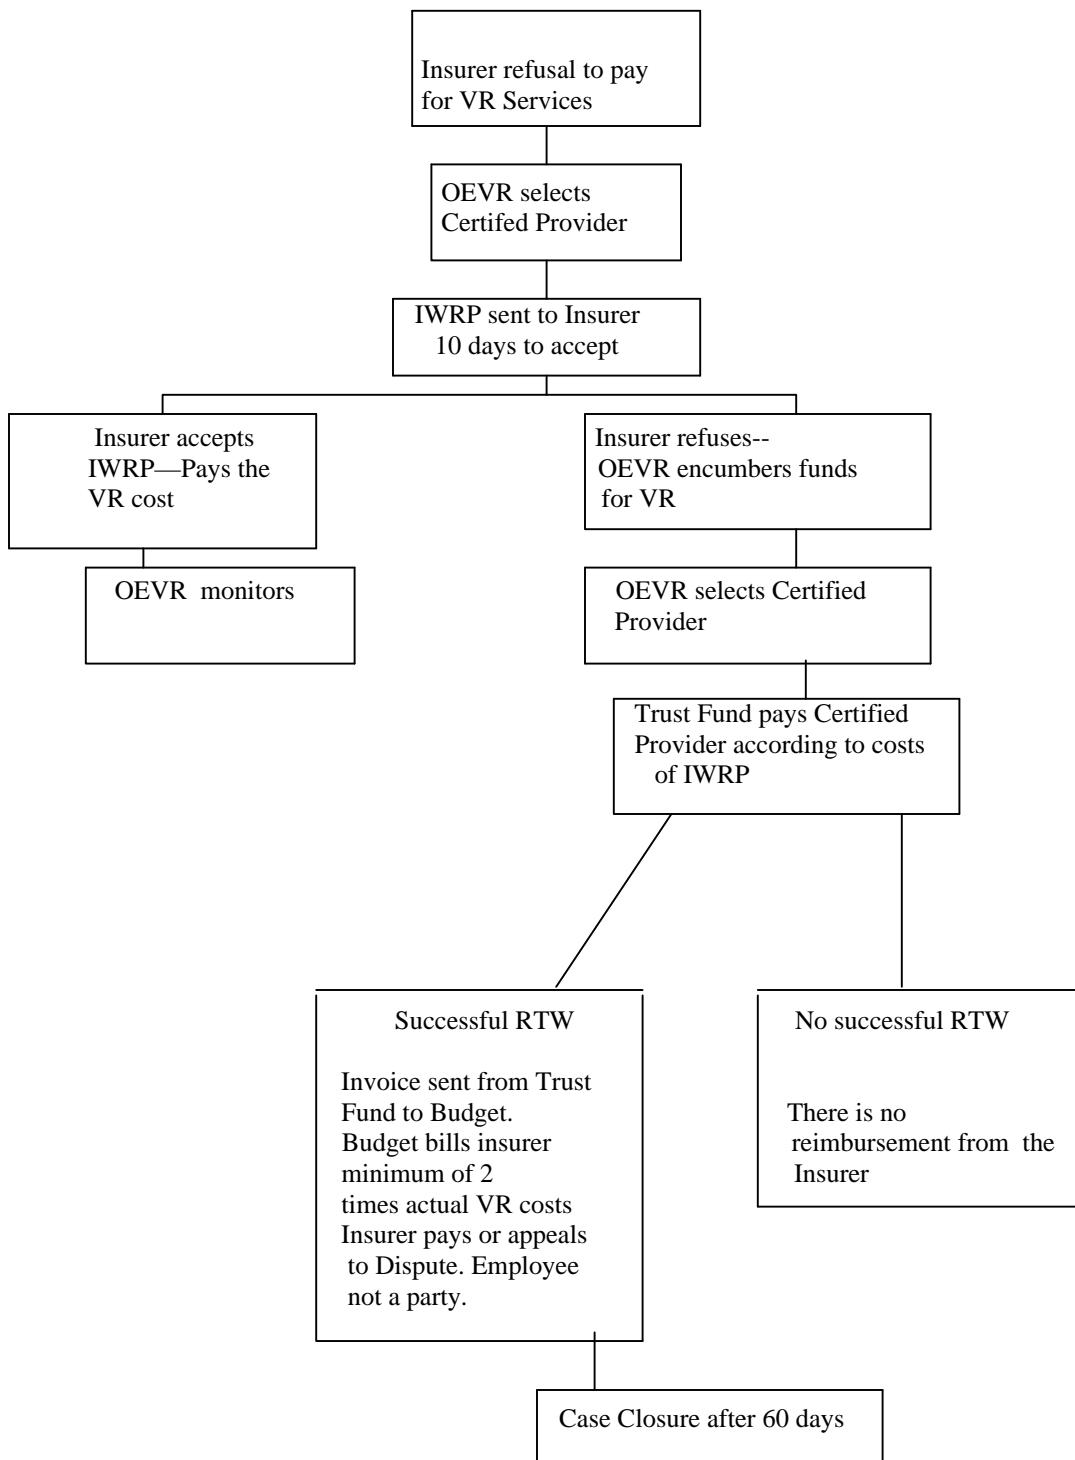 Insurer refusal to pay
for VR Services
OEVR selects
Certifed Provider
IWRP sent to Insurer
10 days to accept
Insurer accepts
IWRP—Pays the
VR cost
Insurer refuses--
OEVR encumbers funds
for VR
OEVR monitors
OEVR selects Certified
Provider
Trust Fund pays Certified
Provider according to costs
of IWRP
Successful RTW
Invoice sent from Trust
Fund to Budget.
Budget bills insurer
minimum of 2
times actual VR costs
Insurer pays or appeals
to Dispute. Employee
not a party.
No successful RTW
There is no
reimbursement from the
Insurer
Case Closure after 60 days